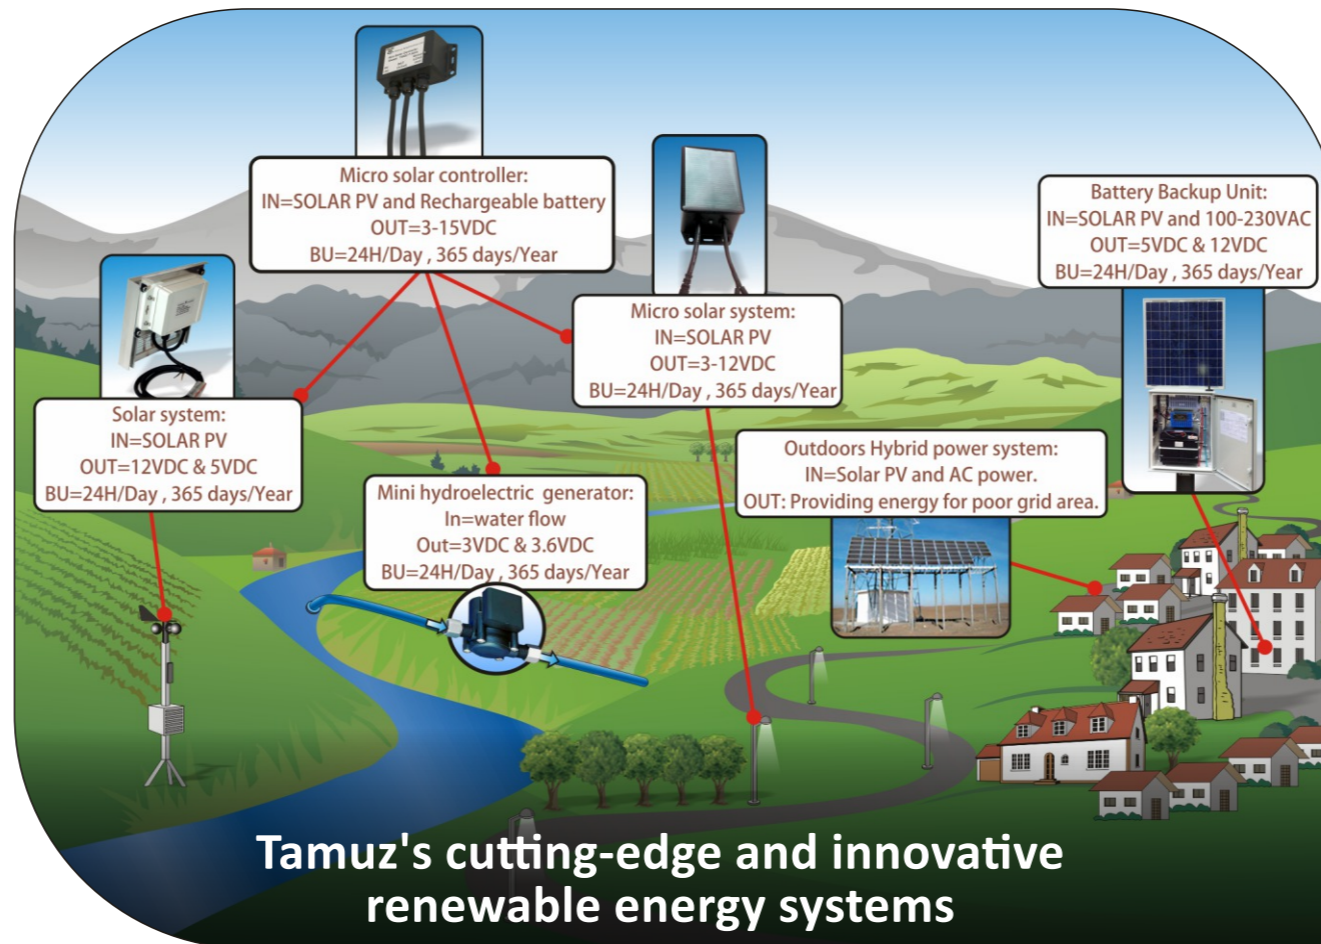 Micro solar controller:
IN=SOLAR PV and Rechargeable battery
OUT=3-15VDC
BU=24H/Day , 365 days/Year
Battery Backup Unit:
IN=SOLAR PV and 100-230VAC
OUT=5VDC & 12VDC
BU=24H/Day , 365 days/Year
Micro solar system:
IN=SOLAR PV
OUT=3-12VDC
BU=24H/Day , 365 days/Year
Solar system:
IN=SOLAR PV
OUT=12VDC & 5VDC
BU=24H/Day , 365 days/Year
Outdoors Hybrid power system:
IN=Solar PV and AC power.
OUT: Providing energy for poor grid area.
Mini hydroelectric generator:
In=water flow
Out=3VDC & 3.6VDC
BU=24H/Day , 365 days/Year
Tamuz's cutting-edge and innovative
renewable energy systems